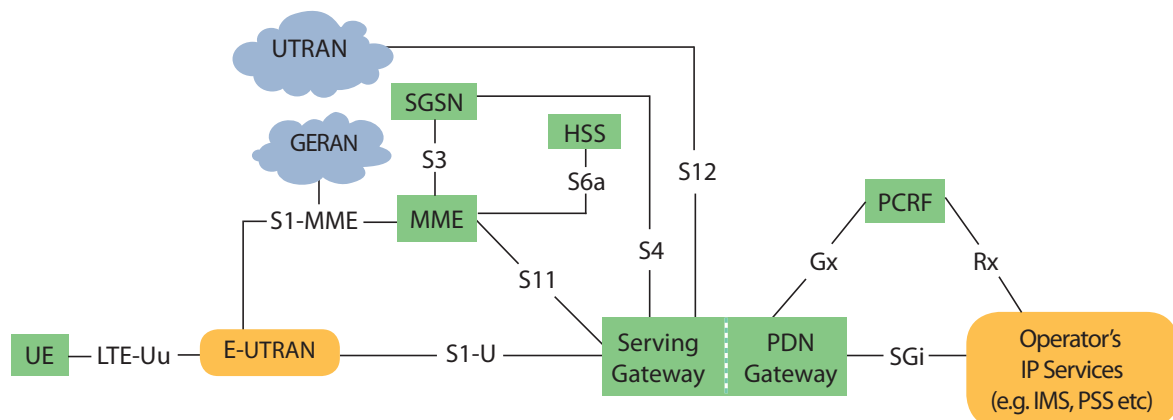 UTRAN
SGSN
GERAN
HSS
S3
S6a
S12
S1-MME
MME
PCRF
S4
Gx
Rx
S11
UE
LTE-Uu
E-UTRAN
S1-U
Serving
Gateway
PDN
Gateway
SGi
Operator’s
IP Services
(e.g. IMS, PSS etc)